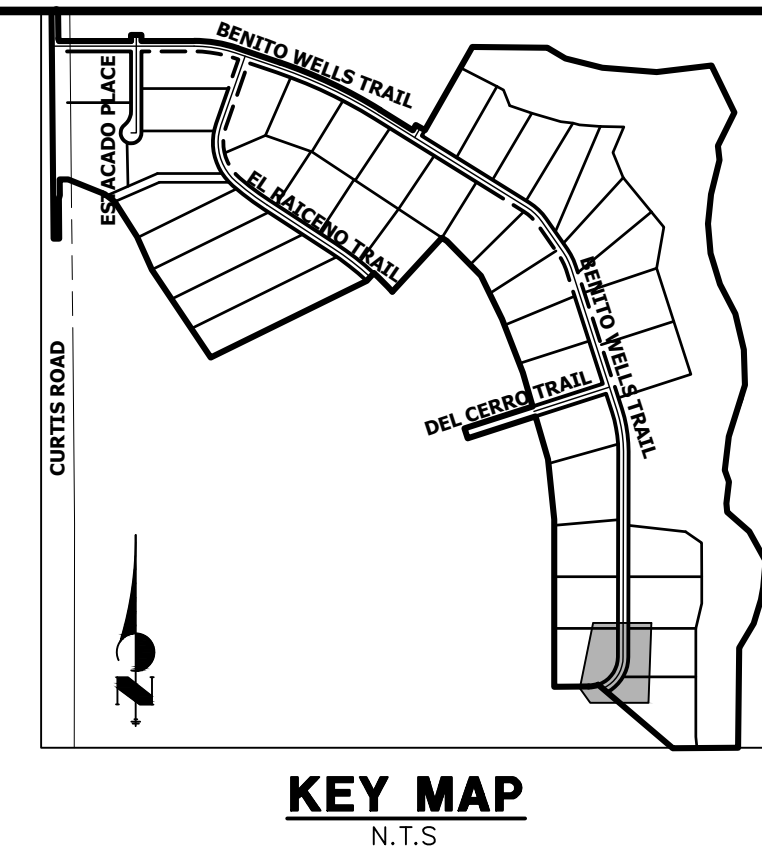 BENITO WELLS TRAIL
ESTACADO PLACE
EL RAICENO TRAIL
BENITO WELLS TRAIL
CURTIS ROAD
DEL CERRO TRAIL
N
KEY MAP
N.T.S